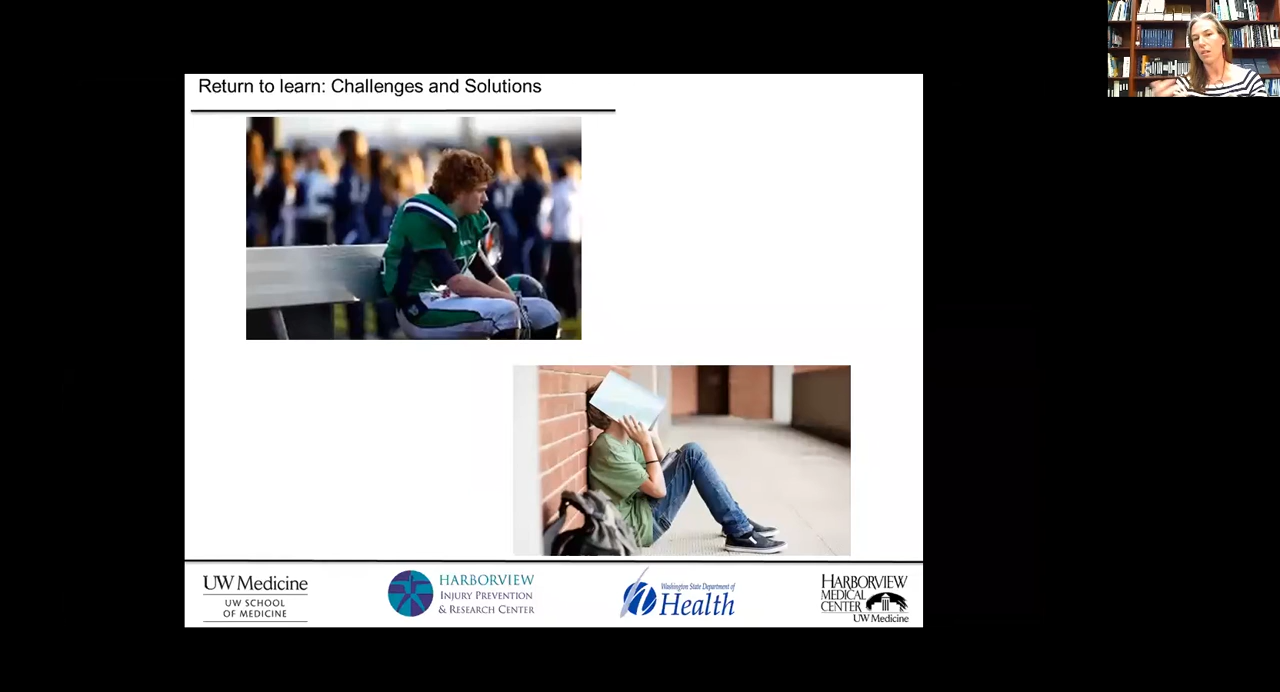 Return to learn: Challenges and Solutions
UW Medicine
UW SCHOOL
OF MEDICINE
HARBORVIEW
INJURY PREVENTION
& RESEARCH CENTER
Washington State Department of
Health
HARBORVIEW
MEDICAL
CENTER
UW Medicine